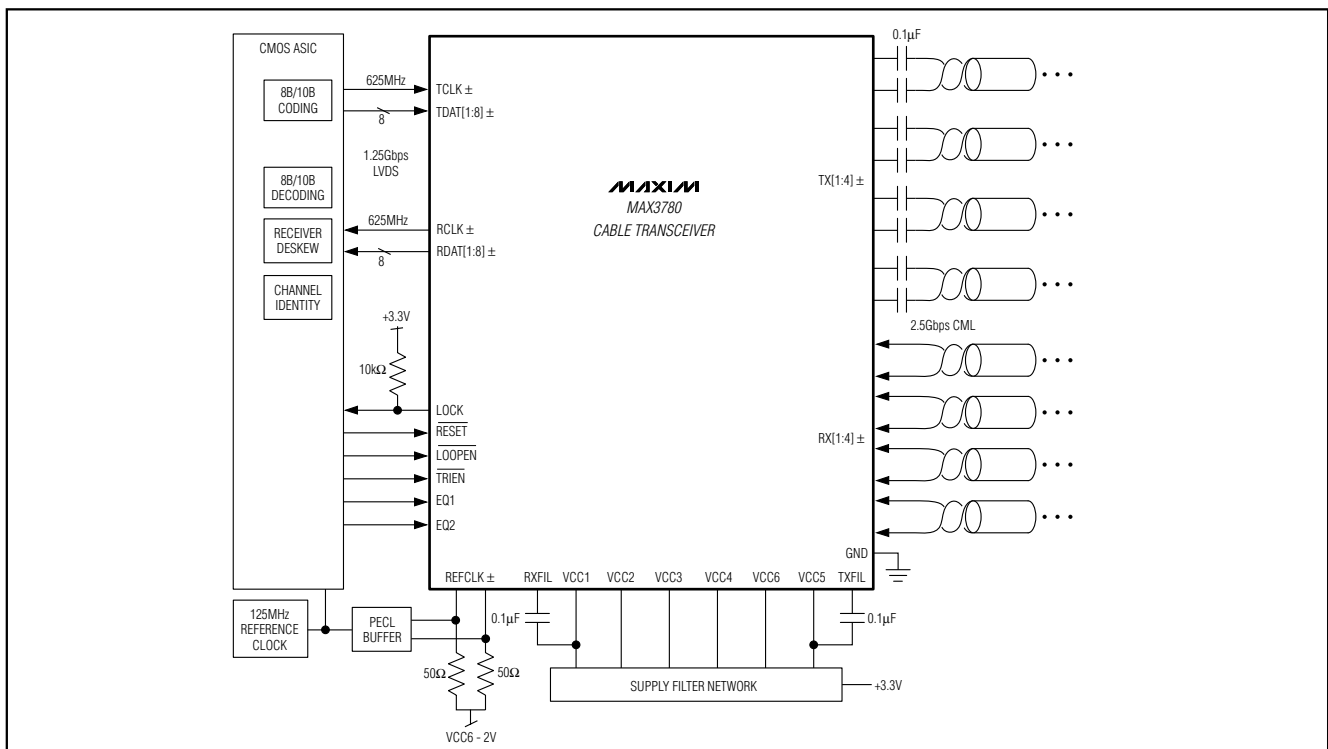 CMOS ASIC
8B/10B
CODING
8B/10B
DECODING
RECEIVER
DESKEW
CHANNEL
IDENTITY
625MHz
8
1.25Gbps
LVDS
625MHz
8
+3.3V
10kΩ
TCLK ±
TDAT[1:8] ±
RCLK ±
RDAT[1:8] ±
LOCK
RESET
LOOPEN
TRIEN
EQ1
EQ2
MAXIM
MAX3780
CABLE TRANSCEIVER
0.1µF
TX[1:4] ±
2.5Gbps CML
RX[1:4] ±
GND
REFCLK ±
RXFIL
VCC1
VCC2
VCC3
VCC4
VCC6
VCC5
TXFIL
125MHz
REFERENCE
CLOCK
PECL
BUFFER
0.1µF
0.1µF
50Ω
50Ω
SUPPLY FILTER NETWORK
+3.3V
VCC6 - 2V